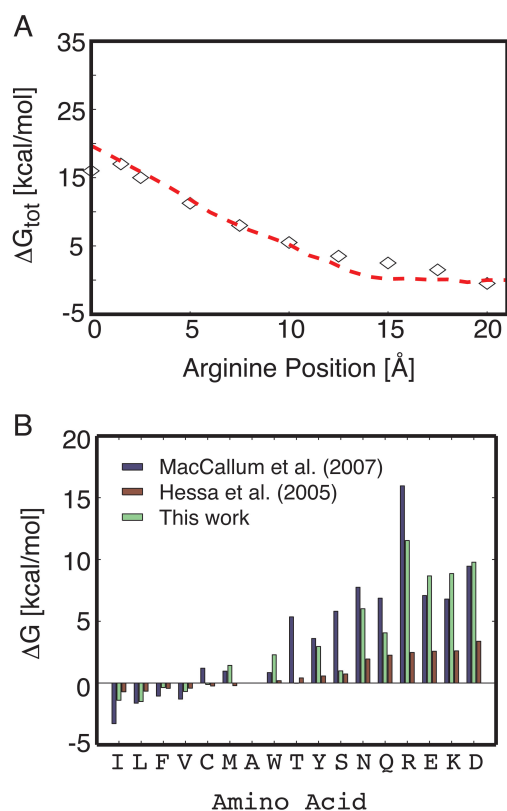 A
35
25
15
5
-5
ΔGtot [kcal/mol]
0 5 10 15 20
Arginine Position [Å]
B
20
15
10
5
0
-5
ΔG [kcal/mol]
MacCallum et al. (2007)
Hessa et al. (2005)
This work
I L F V C M A W T Y S N Q R E K D
Amino Acid